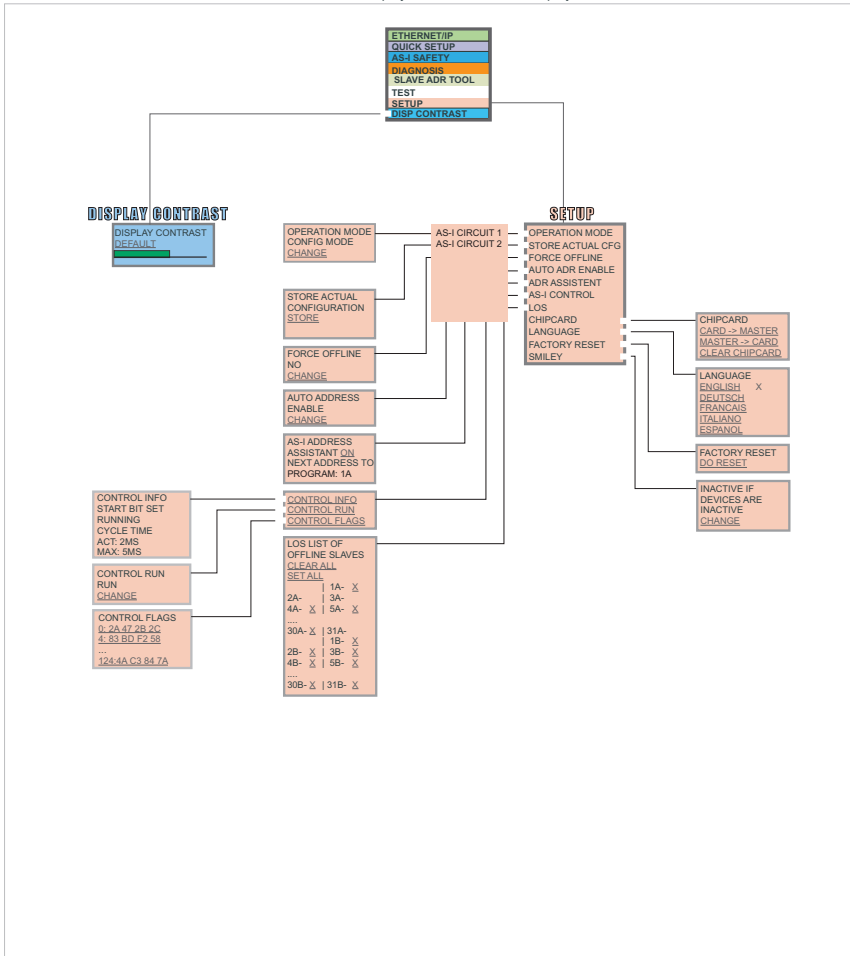 ETHERNET/IP
QUICK SETUP
AS-I SAFETY
DIAGNOSIS
SLAVE ADR TOOL
TEST
SETUP
DISP CONTRAST
DISPLAY CONTRAST
DISPLAY CONTRAST
DEFAULT
OPERATION MODE
CONFIG MODE
CHANGE
STORE ACTUAL
CONFIGURATION
STORE
FORCE OFFLINE
NO
CHANGE
AUTO ADDRESS
ENABLE
CHANGE
AS-I ADDRESS
ASSISTANT ON
NEXT ADDRESS TO
PROGRAM: 1A
CONTROL INFO
CONTROL RUN
CONTROL FLAGS
LOS LIST OF
OFFLINE SLAVES
CLEAR ALL
SET ALL
| 1A- X
2A- | 3A-
4A- X | 5A- X
....
30A- X | 31A-
| 1B- X
2B- X | 3B- X
4B- X | 5B- X
....
30B- X | 31B- X
CONTROL INFO
START BIT SET
RUNNING
CYCLE TIME
ACT: 2MS
MAX: 5MS
CONTROL RUN
RUN
CHANGE
CONTROL FLAGS
0: 2A 47 2B 2C
4: 83 BD F2 58
...
124:4A C3 84 7A
AS-I CIRCUIT 1
AS-I CIRCUIT 2
SETUP
OPERATION MODE
STORE ACTUAL CFG
FORCE OFFLINE
AUTO ADR ENABLE
ADR ASSISTENT
AS-I CONTROL
LOS
CHIPCARD
LANGUAGE
FACTORY RESET
SMILEY
CHIPCARD
CARD -> MASTER
MASTER -> CARD
CLEAR CHIPCARD
LANGUAGE
ENGLISH X
DEUTSCH
FRANCAIS
ITALIANO
ESPANOL
FACTORY RESET
DO RESET
INACTIVE IF
DEVICES ARE
INACTIVE
CHANGE